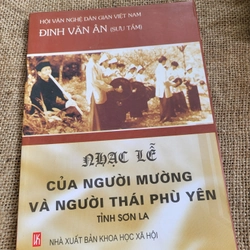 HỘI VĂN NGHỆ DÂN GIAN VIỆT NAM
ĐINH VĂN ÂN (SƯU TẦM)
NHẠC LỄ
CỦA NGƯỜI MƯỜNG
VÀ NGƯỜI THÁI PHÙ YÊN
TỈNH SƠN LA
NHÀ XUẤT BẢN KHOA HỌC XÃ HỘI